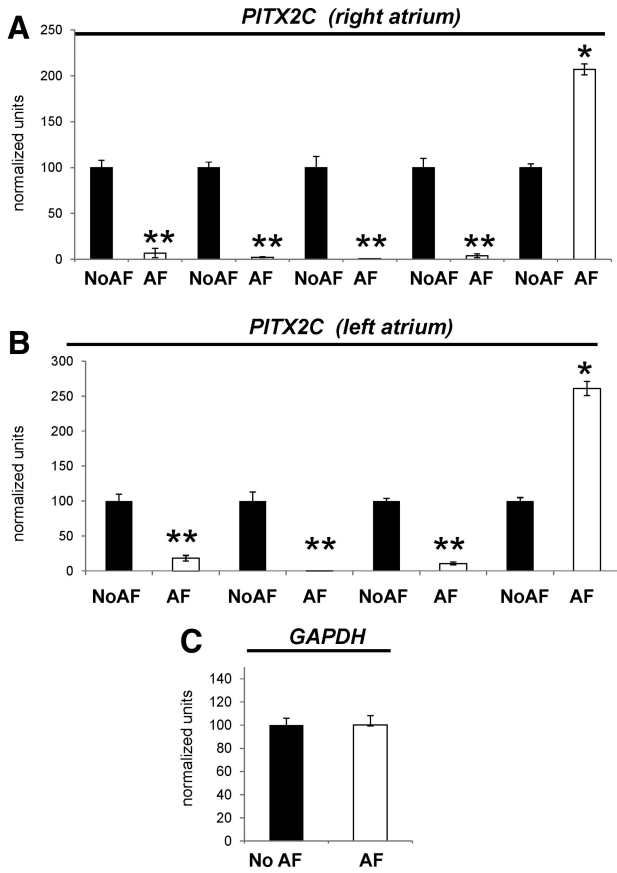 A
PITX2C (right atrium)
normalized units
250
200
150
100
50
0
*
** ** ** **
NoAF AF NoAF AF NoAF AF NoAF AF NoAF AF
B
PITX2C (left atrium)
normalized units
300
250
200
150
100
50
0
*
** ** **
NoAF AF NoAF AF NoAF AF NoAF AF
C
GAPDH
normalized units
140
120
100
80
60
40
20
0
No AF AF